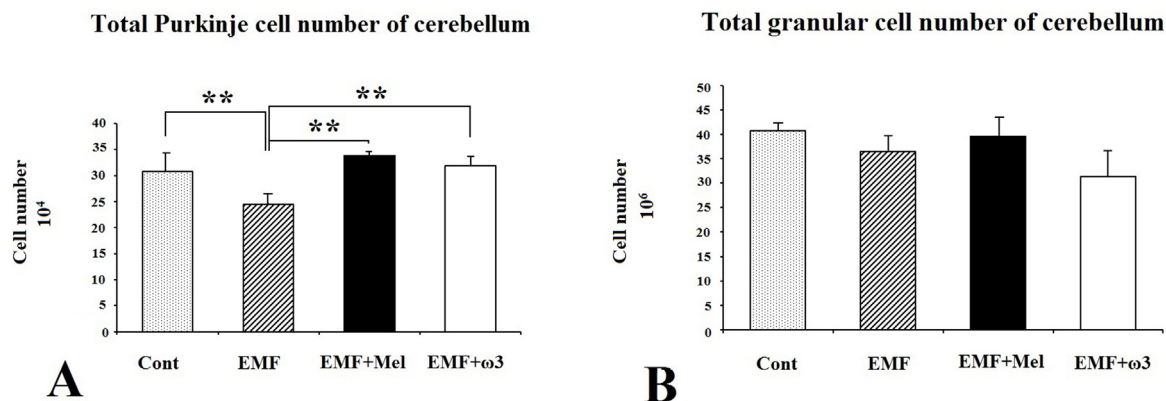 Total Purkinje cell number of cerebellum
** ** **
40
35
30
25
20
15
10
5
0
Cell number
10⁴
Cont EMF EMF+Mel EMF+ω3
A
Total granular cell number of cerebellum
50
45
40
35
30
25
20
15
10
5
0
Cell number
10⁶
Cont EMF EMF+Mel EMF+ω3
B